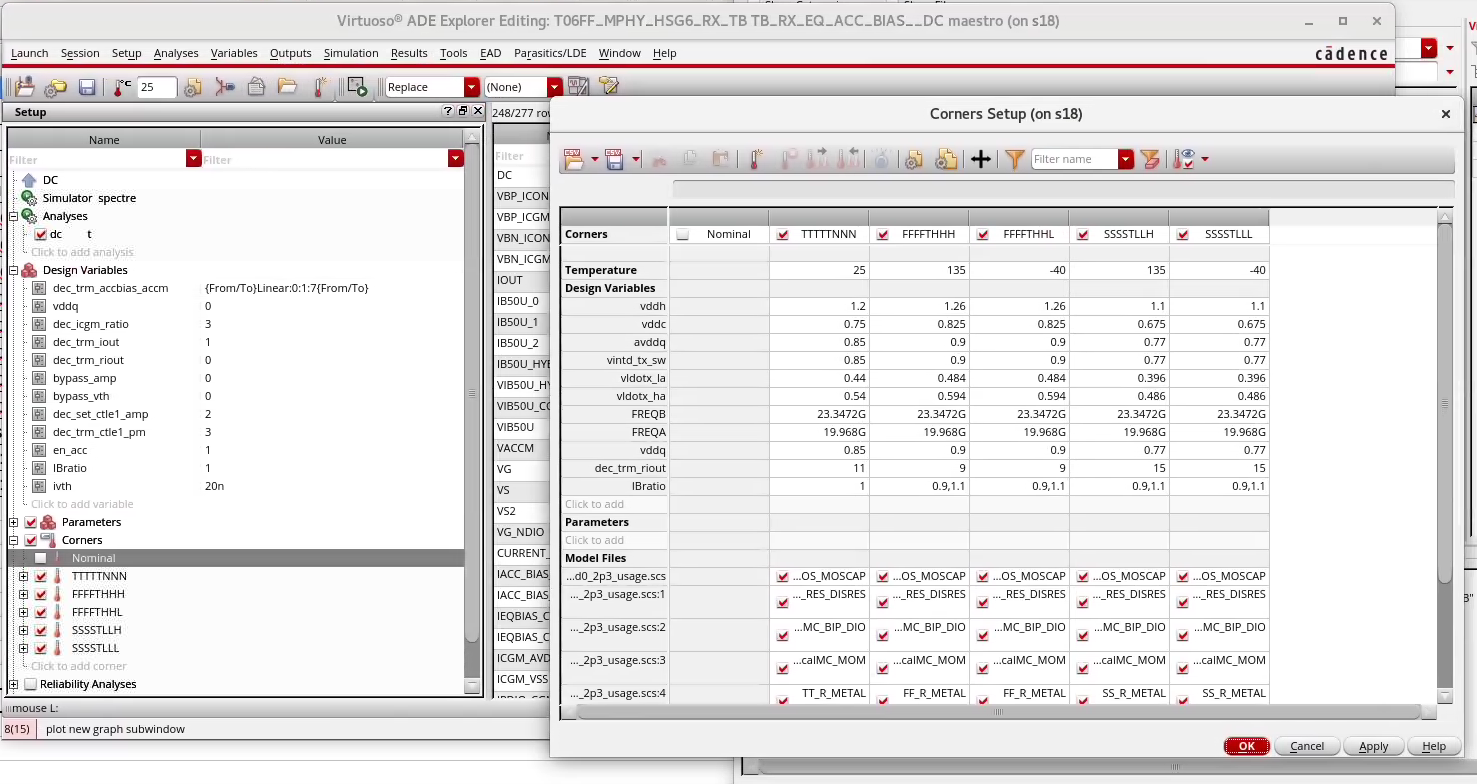 Virtuoso® ADE Explorer Editing: T06FF_MPHY_HSG6_RX_TB TB_RX_EQ_ACC_BIAS__DC maestro (on s18)
Launch Session Setup Analyses Variables Outputs Simulation Results Tools EAD Parasitics/LDE Window Help
cādence
°C 25 Replace (None)
Setup
Name Value
Filter Filter
DC
Simulator spectre
Analyses
dc t
Click to add analysis
Design Variables
dec_trm_accbias_accm {From/To}Linear:0:1:7{From/To}
vddq 0
dec_icgm_ratio 3
dec_trm_iout 1
dec_trm_riout 0
bypass_amp 0
bypass_vth 0
dec_set_ctle1_amp 2
dec_trm_ctle1_pm 3
en_acc 1
IBratio 1
ivth 20n
Click to add variable
Parameters
Corners
Nominal
TTTTTNNN
FFFFTHHH
FFFFTHHL
SSSSTLLH
SSSSTLLL
Click to add corner
Reliability Analyses
mouse L:
8(15) plot new graph subwindow
248/277 row
Filter
DC
VBP_ICON
VBP_ICGM
VBN_ICON
VBN_ICGM
IOUT
IB50U_0
IB50U_1
IB50U_2
IB50U_HYB
VIB50U_HY
VIB50U_CO
VIB50U
VACCM
VG
VS
VS2
VG_NDIO
CURRENT_
IACC_BIAS_
IACC_BIAS_
IEQBIAS_C
IEQBIAS_C
ICGM_AVD
ICGM_VSS
Corners Setup (on s18)
Filter name
Corners Nominal TTTTTNNN FFFFTHHH FFFFTHHL SSSSTLLH SSSSTLLL
Temperature 25 135 -40 135 -40
Design Variables
vddh 1.2 1.26 1.26 1.1 1.1
vddc 0.75 0.825 0.825 0.675 0.675
avddq 0.85 0.9 0.9 0.77 0.77
vintd_tx_sw 0.85 0.9 0.9 0.77 0.77
vldotx_la 0.44 0.484 0.484 0.396 0.396
vldotx_ha 0.54 0.594 0.594 0.486 0.486
FREQB 23.3472G 23.3472G 23.3472G 23.3472G 23.3472G
FREQA 19.968G 19.968G 19.968G 19.968G 19.968G
vddq 0.85 0.9 0.9 0.77 0.77
dec_trm_riout 11 9 9 15 15
IBratio 1 0.9,1.1 0.9,1.1 0.9,1.1 0.9,1.1
Click to add
Parameters
Click to add
Model Files
...d0_2p3_usage.scs ...OS_MOSCAP ...OS_MOSCAP ...OS_MOSCAP ...OS_MOSCAP ...OS_MOSCAP
..._2p3_usage.scs:1 ..._RES_DISRES ..._RES_DISRES ..._RES_DISRES ..._RES_DISRES ..._RES_DISRES
..._2p3_usage.scs:2 ...MC_BIP_DIO ...MC_BIP_DIO ...MC_BIP_DIO ...MC_BIP_DIO ...MC_BIP_DIO
..._2p3_usage.scs:3 ...calMC_MOM ...calMC_MOM ...calMC_MOM ...calMC_MOM ...calMC_MOM
..._2p3_usage.scs:4 TT_R_METAL FF_R_METAL FF_R_METAL SS_R_METAL SS_R_METAL
OK Cancel Apply Help